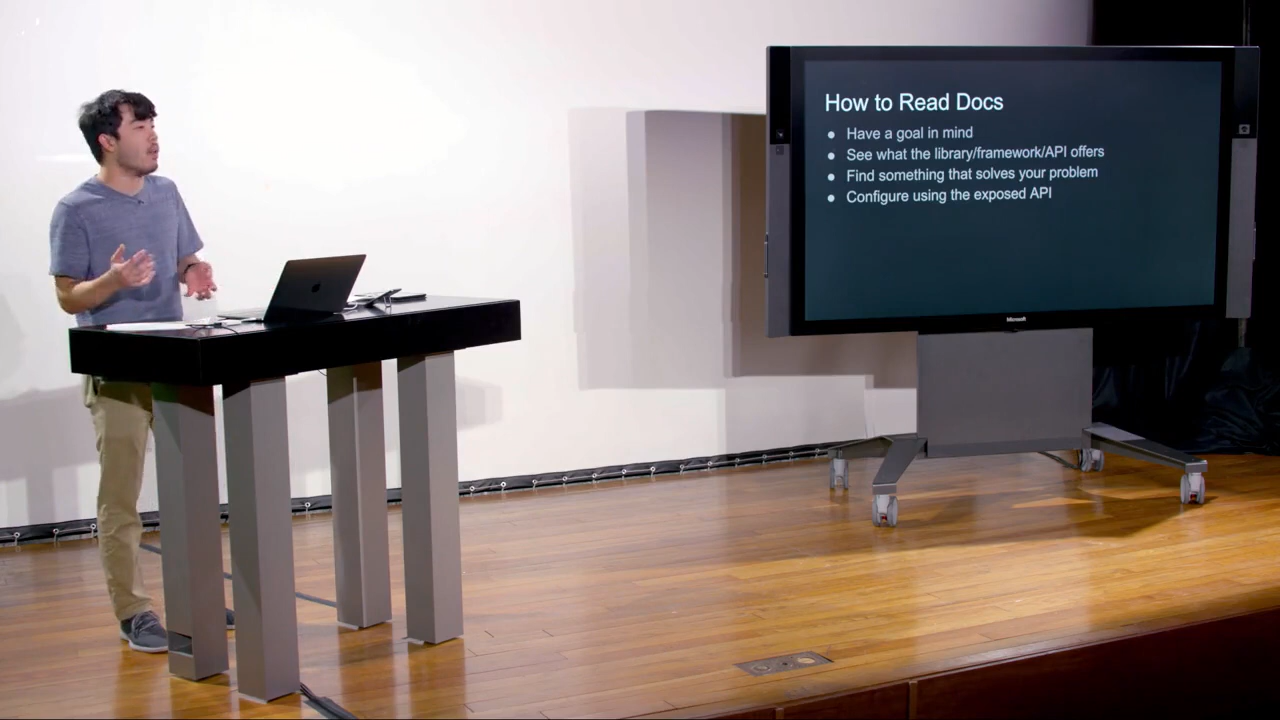 How to Read Docs
● Have a goal in mind
● See what the library/framework/API offers
● Find something that solves your problem
● Configure using the exposed API
Microsoft